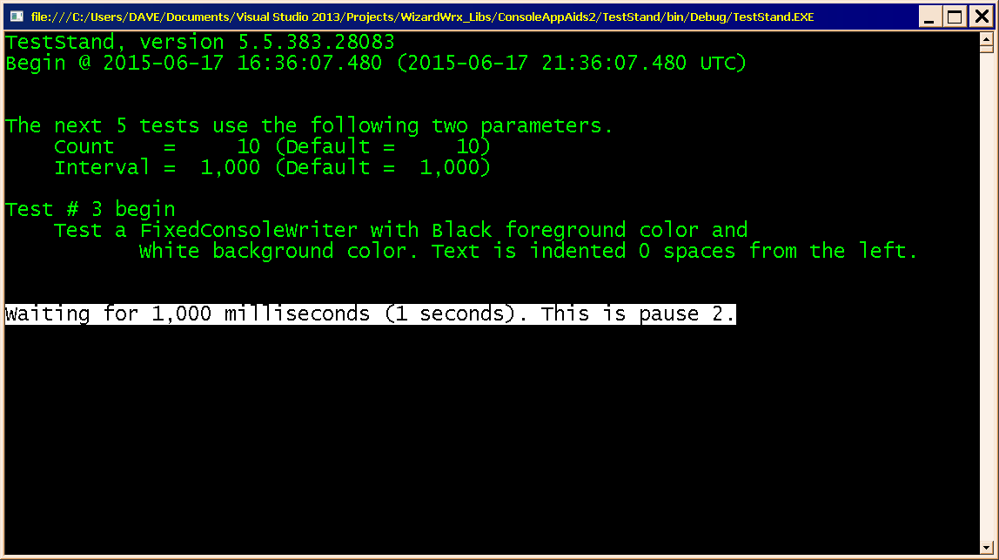 file:///C:/Users/DAVE/Documents/Visual Studio 2013/Projects/WizardWrx_Libs/ConsoleAppAids2/TestStand/bin/Debug/TestStand.EXE
TestStand, version 5.5.383.28083
Begin @ 2015-06-17 16:36:07.480 (2015-06-17 21:36:07.480 UTC)
The next 5 tests use the following two parameters.
Count    =     10 (Default =     10)
Interval =  1,000 (Default =  1,000)
Test # 3 begin
Test a FixedConsoleWriter with Black foreground color and
White background color. Text is indented 0 spaces from the left.
Waiting for 1,000 milliseconds (1 seconds). This is pause 2.